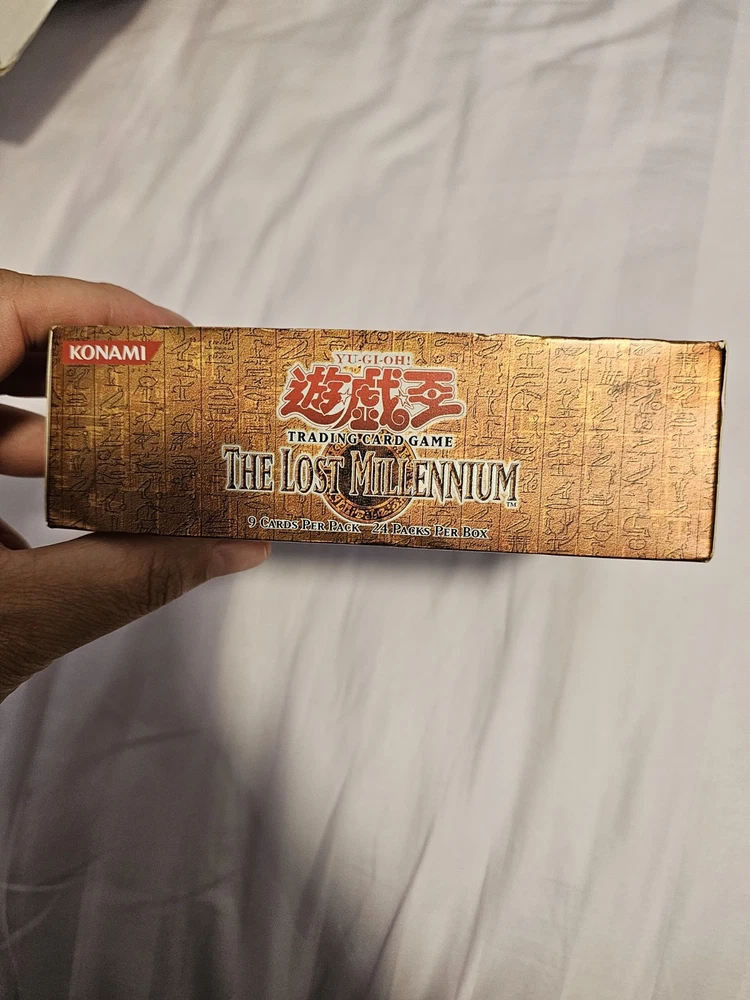 KONAMI
YU-GI-OH!
遊戯王
TRADING CARD GAME
THE LOST MILLENNIUM™
9 CARDS PER PACK 24 PACKS PER BOX